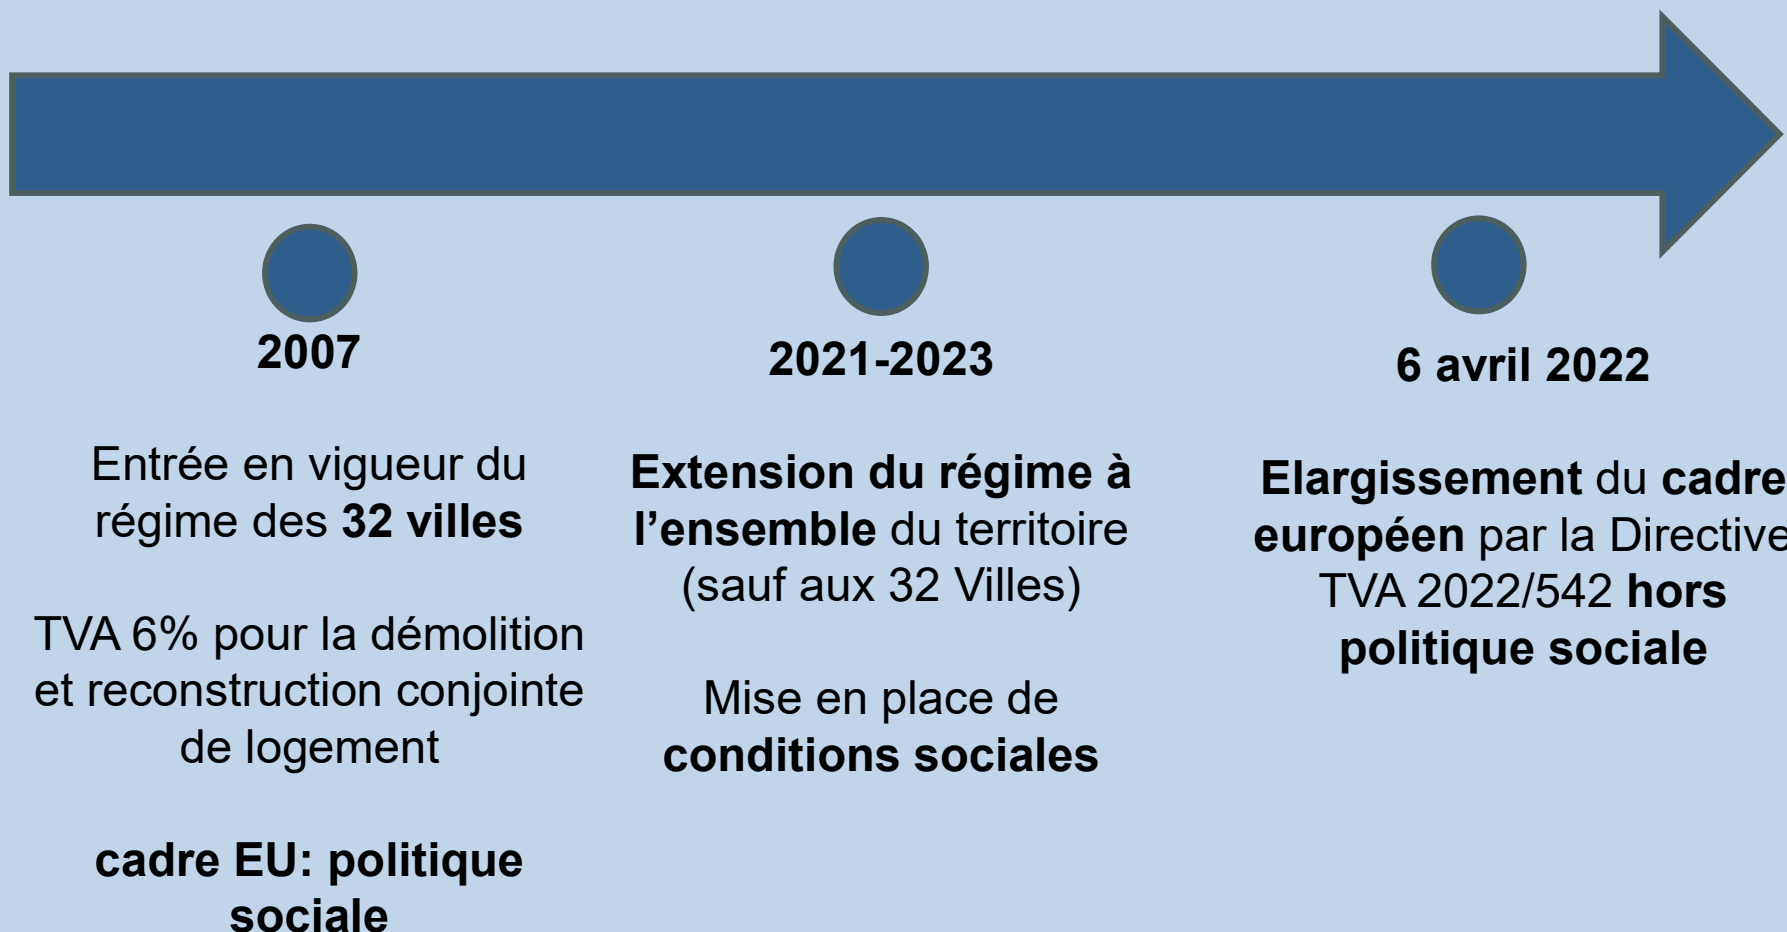 2007
Entrée en vigueur du
régime des 32 villes
TVA 6% pour la démolition
et reconstruction conjointe
de logement
cadre EU: politique
sociale
2021-2023
Extension du régime à
l’ensemble du territoire
(sauf aux 32 Villes)
Mise en place de
conditions sociales
6 avril 2022
Elargissement du cadre
européen par la Directive
TVA 2022/542 hors
politique sociale